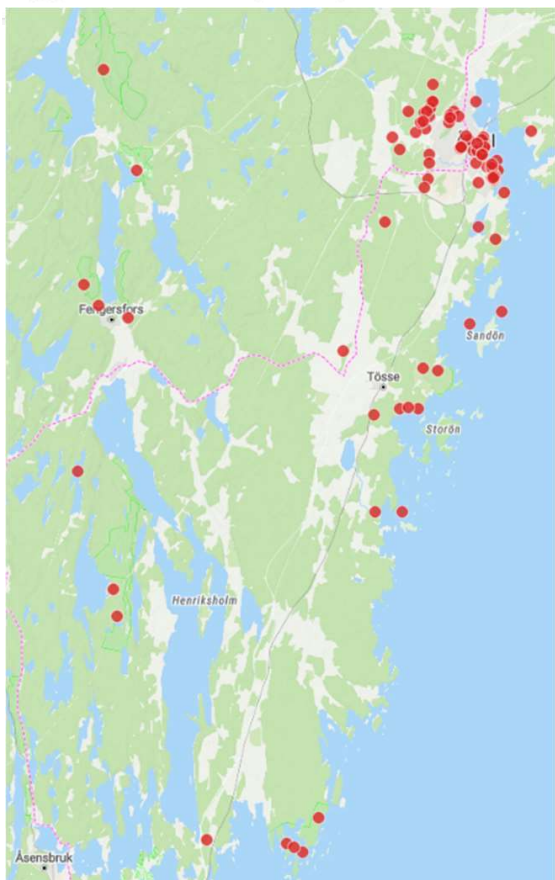 Fengersfors
Sandön
Tösse
Storön
Henriksholm
Åsensbruk